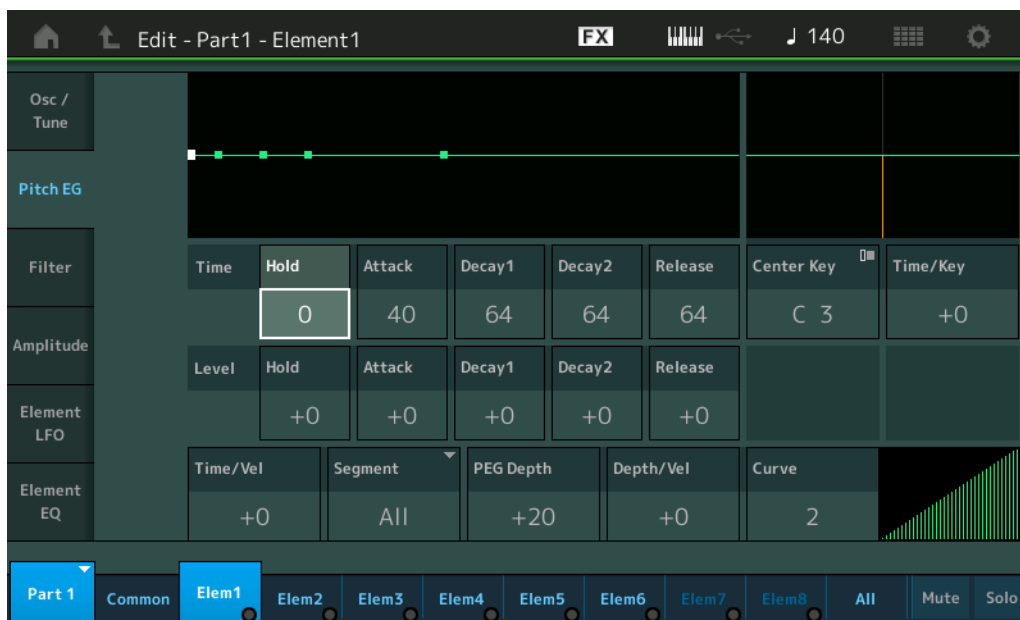 Edit - Part1 - Element1 FX ♩ 140
Osc /
Tune
Pitch EG
Filter
Amplitude
Element
LFO
Element
EQ
Time Hold Attack Decay1 Decay2 Release Center Key Time/Key
0 40 64 64 64 C 3 +0
Level Hold Attack Decay1 Decay2 Release
+0 +0 +0 +0 +0
Time/Vel Segment PEG Depth Depth/Vel Curve
+0 All +20 +0 2
Part 1 Common Elem1 Elem2 Elem3 Elem4 Elem5 Elem6 Elem7 Elem8 All Mute Solo